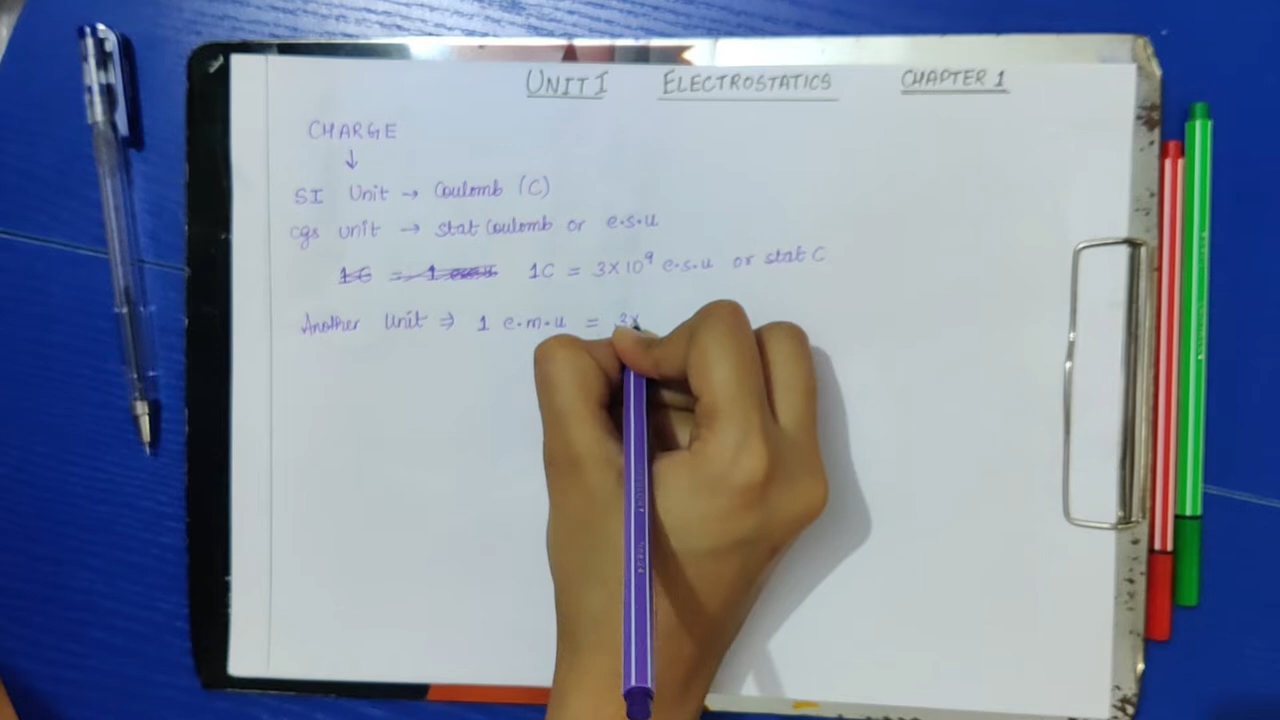 UNIT I ELECTROSTATICS CHAPTER 1
CHARGE
↓
SI Unit → Coulomb (C)
cgs unit → stat Coulomb or e.s.u
1C = 3×10⁹ e.s.u or stat C
Another Unit ⇒ 1 e.m.u = 3×